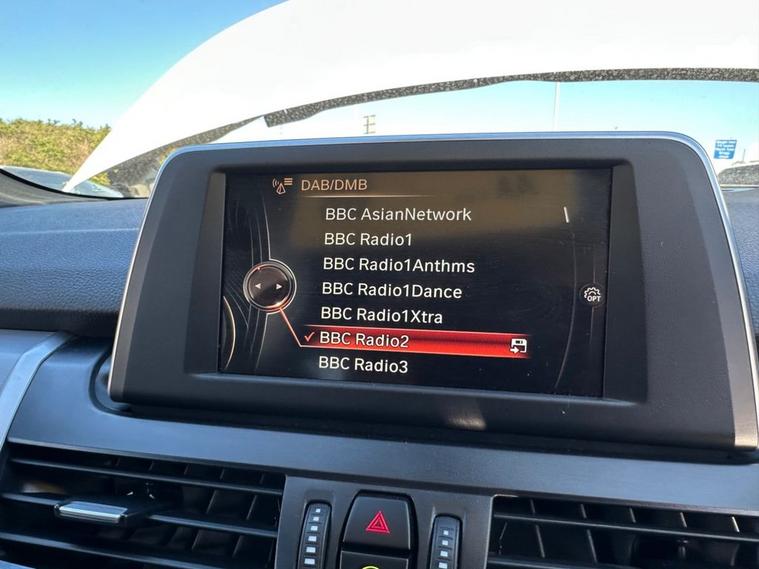 DAB/DMB
BBC AsianNetwork
BBC Radio1
BBC Radio1Anthms
BBC Radio1Dance
OPT
BBC Radio1Xtra
BBC Radio2
BBC Radio3